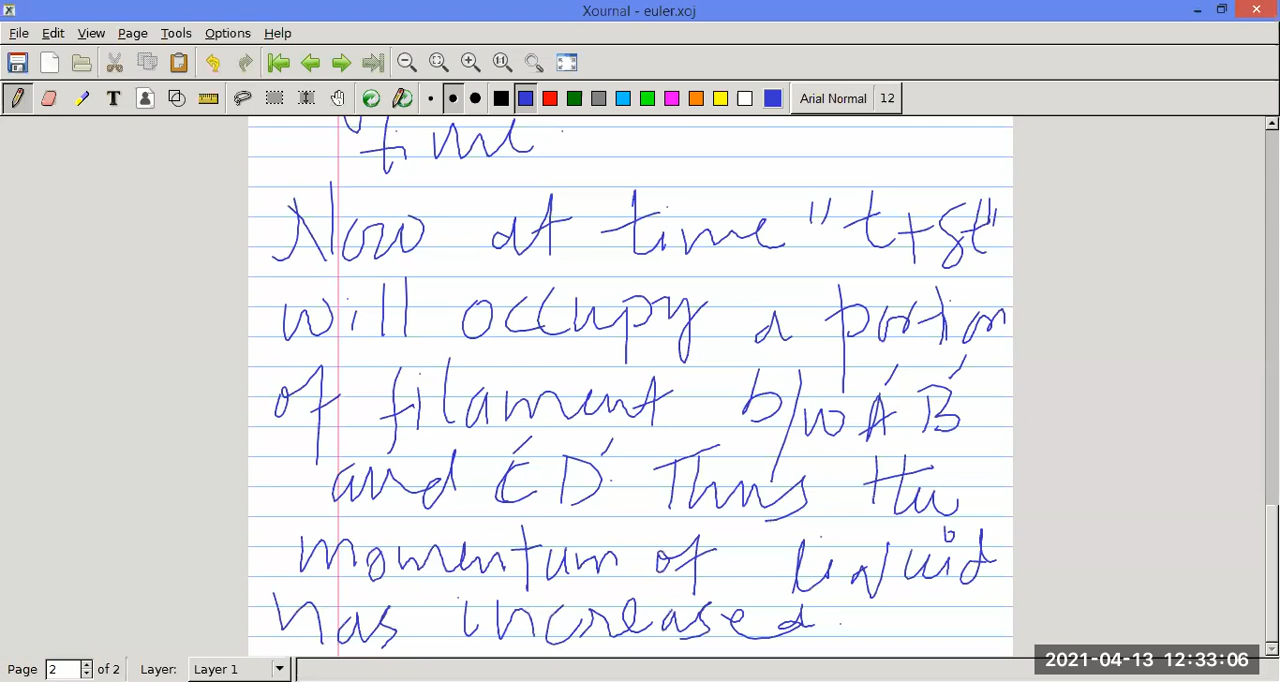 Xournal - euler.xoj
File Edit View Page Tools Options Help
Arial Normal 12
time
Now at time "t+δt"
will occupy a portion
of filament b/w A' B'
and C' D' Thus the
momentum of liquid
has increased
Page 2 of 2 Layer: Layer 1
2021-04-13 12:33:06